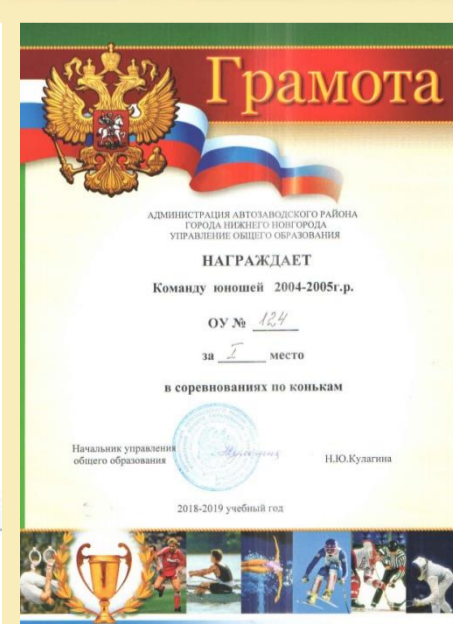 Грамота
АДМИНИСТРАЦИЯ АВТОЗАВОДСКОГО РАЙОНА
ГОРОДА НИЖНЕГО НОВГОРОДА
УПРАВЛЕНИЕ ОБЩЕГО ОБРАЗОВАНИЯ
НАГРАЖДАЕТ
Команду юношей 2004-2005г.р.
ОУ № 124
за I место
в соревнованиях по конькам
Начальник управления
общего образования
Н.Ю.Кулагина
2018-2019 учебный год